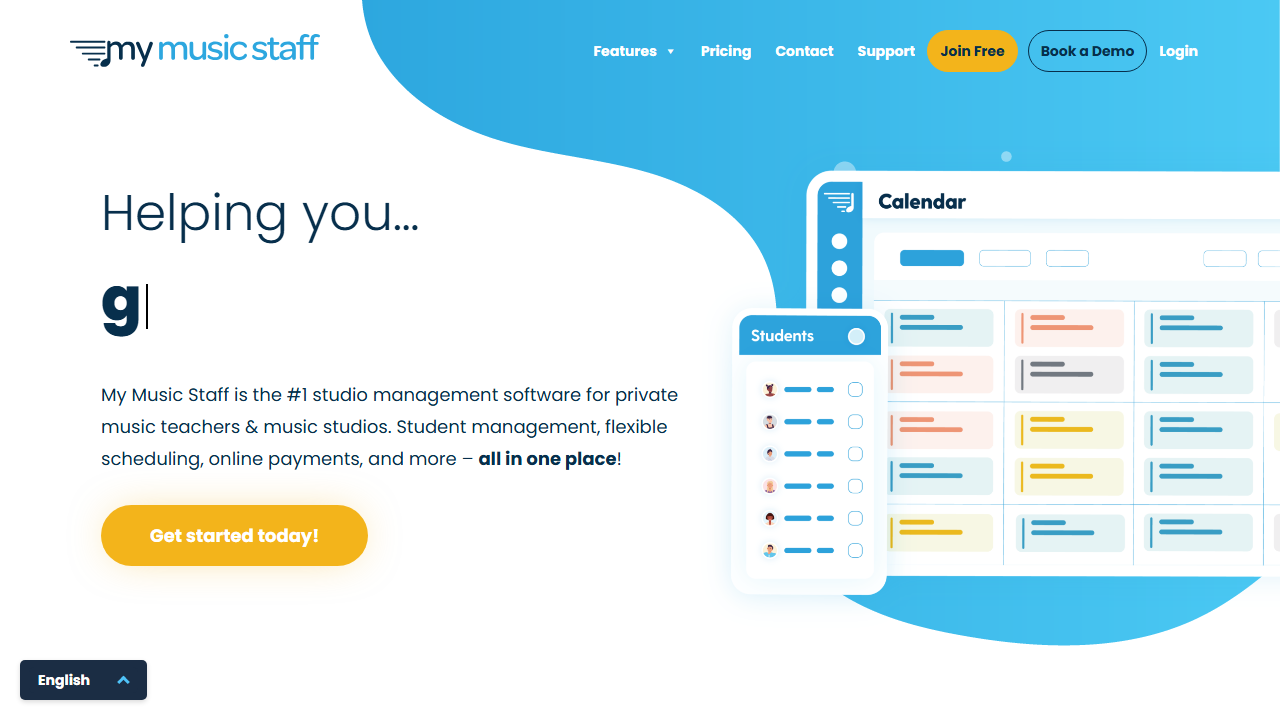 my music staff
Features Pricing Contact Support Join Free Book a Demo Login
Calendar
Helping you...
g
Students
My Music Staff is the #1 studio management software for private
music teachers & music studios. Student management, flexible
scheduling, online payments, and more – all in one place!
Get started today!
English